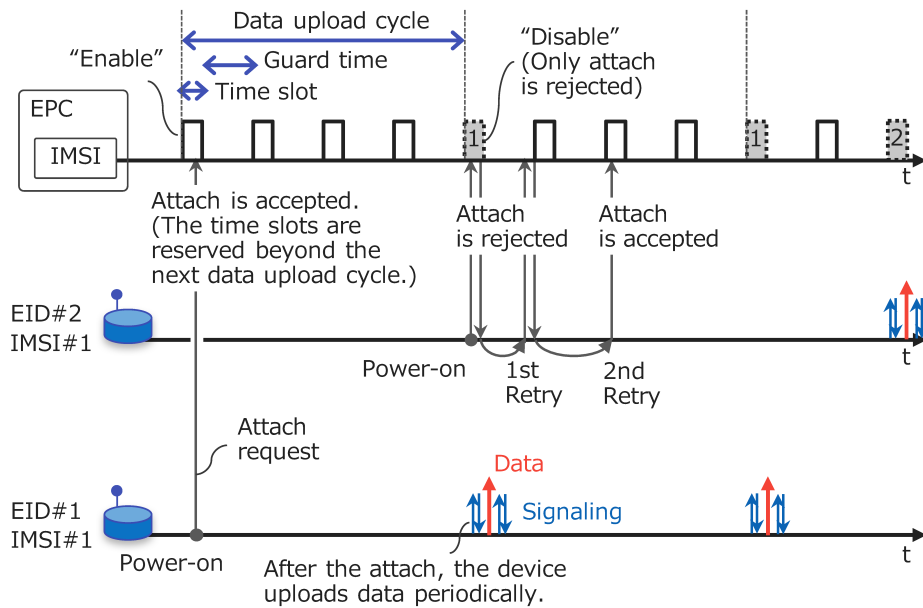 Data upload cycle
“Enable”
Guard time
Time slot
“Disable”
(Only attach
is rejected)
EPC
IMSI
1
1
2
t
Attach is accepted.
(The time slots are
reserved beyond the
next data upload cycle.)
Attach
is rejected
Attach
is accepted
EID#2
IMSI#1
Power-on
1st
Retry
2nd
Retry
t
Attach
request
Data
Signaling
EID#1
IMSI#1
Power-on
After the attach, the device
uploads data periodically.
t